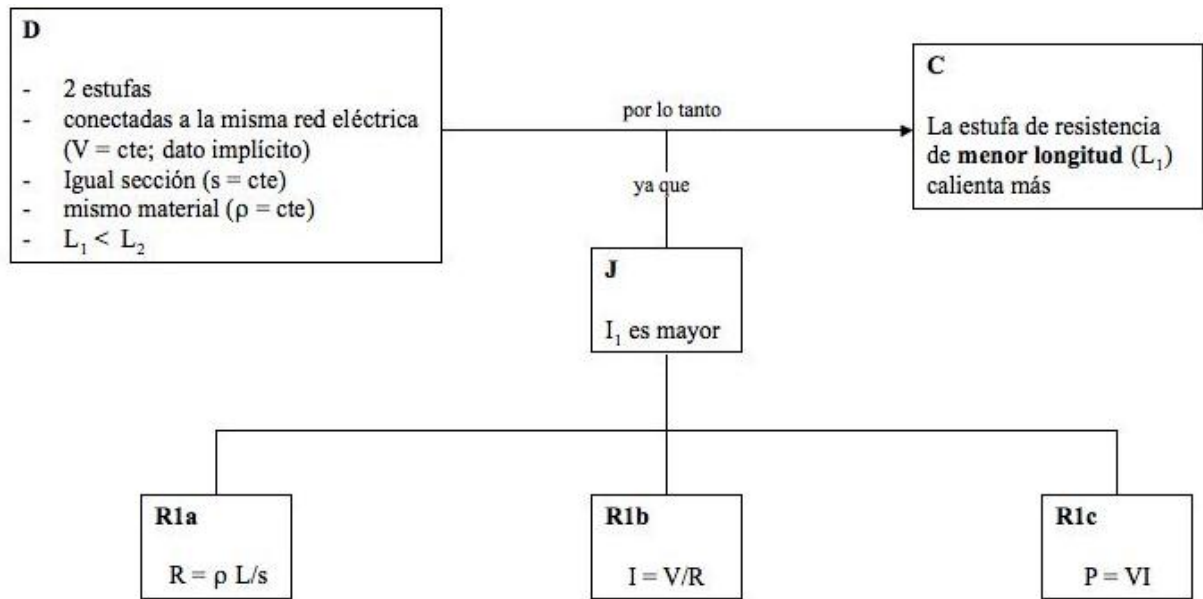 D
- 2 estufas
- conectadas a la misma red eléctrica
(V = cte; dato implícito)
- Igual sección (s = cte)
- mismo material (ρ = cte)
- L₁ < L₂
por lo tanto
ya que
C
La estufa de resistencia
de menor longitud (L₁)
calienta más
J
I₁ es mayor
R1a
R = ρ L/s
R1b
I = V/R
R1c
P = VI